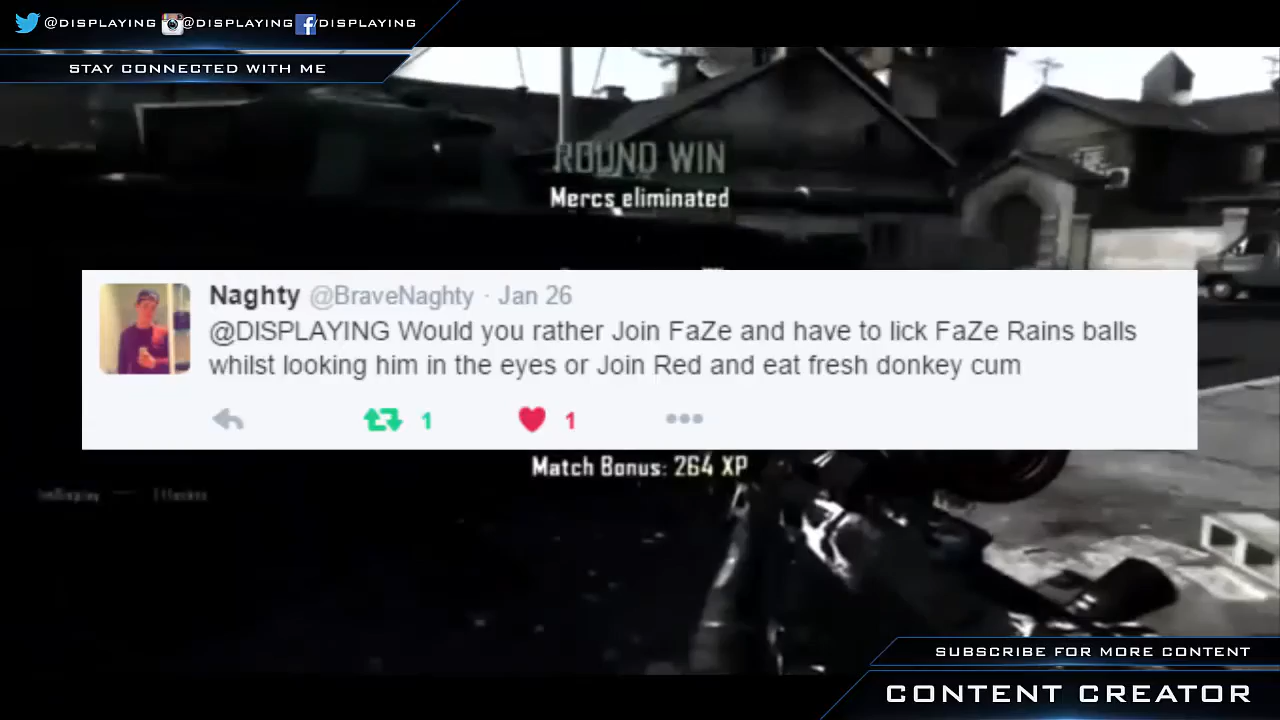 @DISPLAYING @DISPLAYING /DISPLAYING
STAY CONNECTED WITH ME
ROUND WIN
Mercs eliminated
Naghty @BraveNaghty · Jan 26
@DISPLAYING Would you rather Join FaZe and have to lick FaZe Rains balls
whilst looking him in the eyes or Join Red and eat fresh donkey cum
1 1
Match Bonus: 264 XP
SUBSCRIBE FOR MORE CONTENT
CONTENT CREATOR